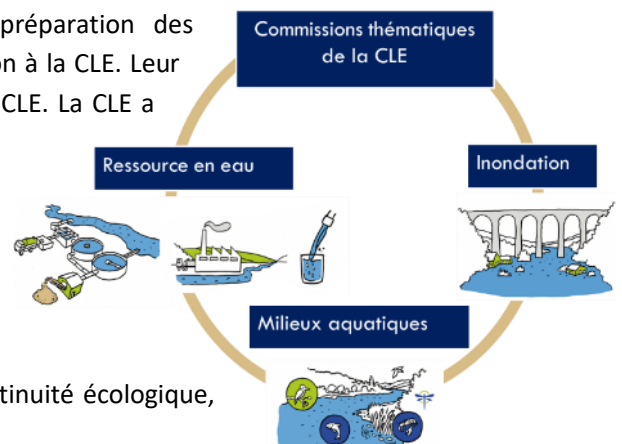 préparation des
on à la CLE. Leur
CLE. La CLE a
Commissions thématiques
de la CLE
Ressource en eau
Inondation
Milieux aquatiques
tinuité écologique,